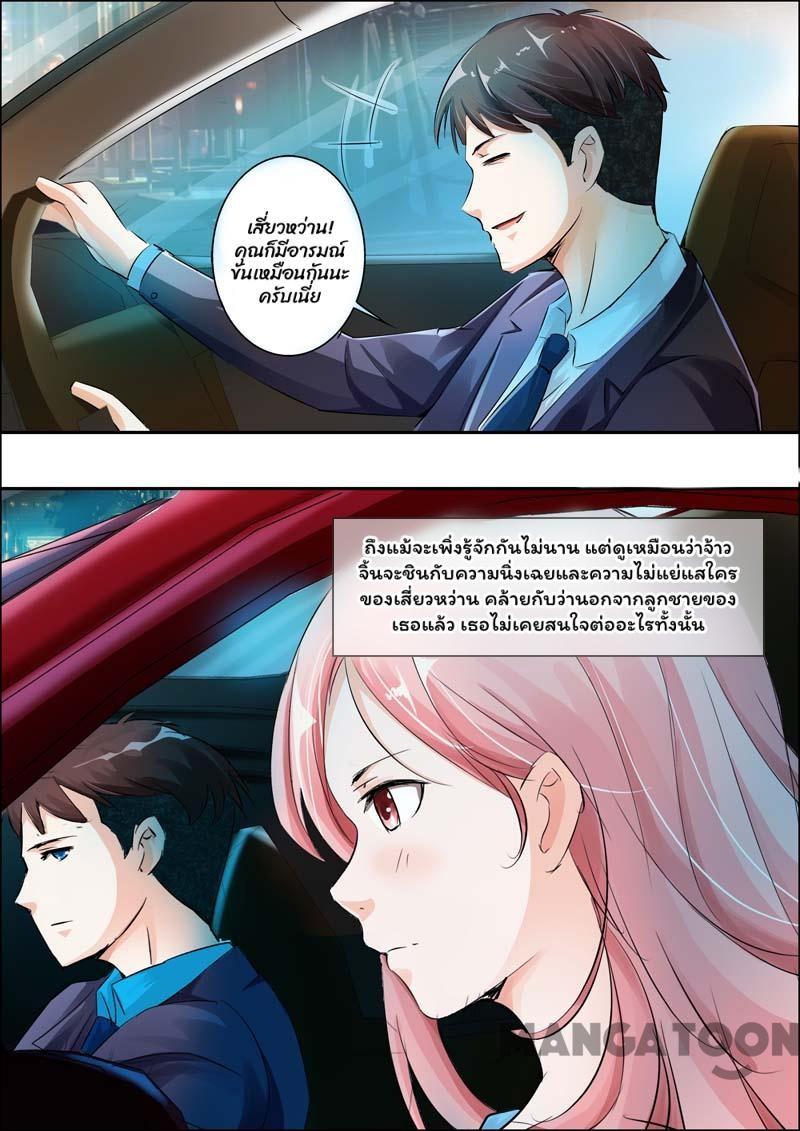 เสี่ยวหว่าน!
คุณก็มีอารมณ์
ขันเหมือนกันนะ
ครับเนี่ย
ถึงแม้จะเพิ่งรู้จักกันไม่นาน แต่ดูเหมือนว่าจ้าว
จิ้นจะชินกับความนิ่งเฉยและความไม่แย่แสใคร
ของเสี่ยวหว่าน คล้ายกับว่านอกจากลูกชายของ
เธอแล้ว เธอไม่เคยสนใจต่ออะไรทั้งนั้น
MANGATOON